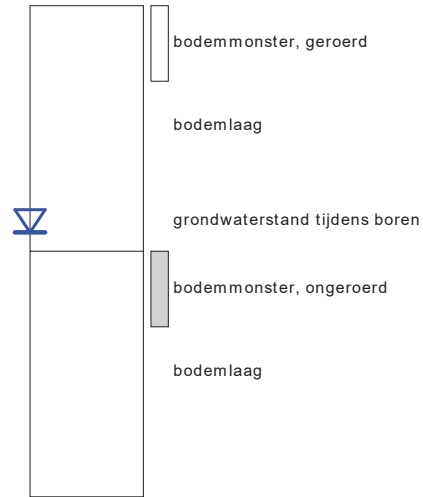 bodemmonster, geroerd
bodemlaag
grondwaterstand tijdens boren
bodemmonster, ongeroerd
bodemlaag